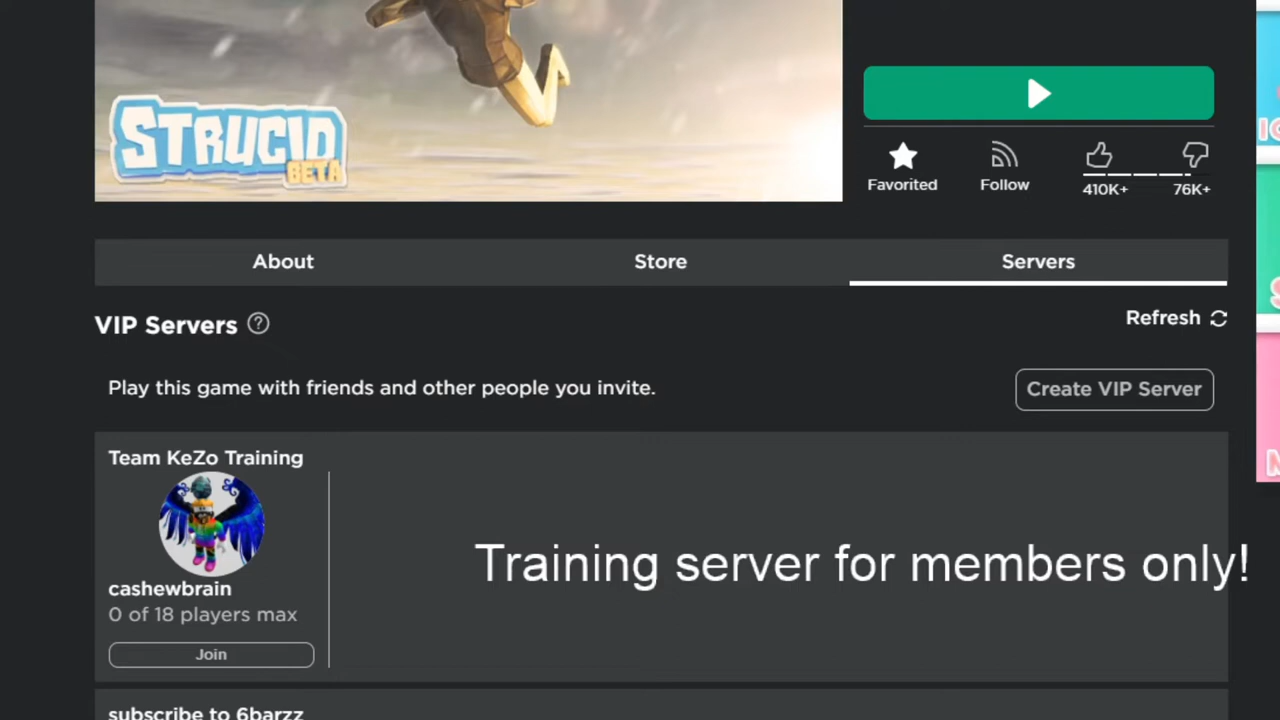 STRUCID
BETA
Favorited
Follow
410K+
76K+
About
Store
Servers
VIP Servers
Refresh
Play this game with friends and other people you invite.
Create VIP Server
Team KeZo Training
cashewbrain
0 of 18 players max
Join
Training server for members only!
subscribe to 6barzz